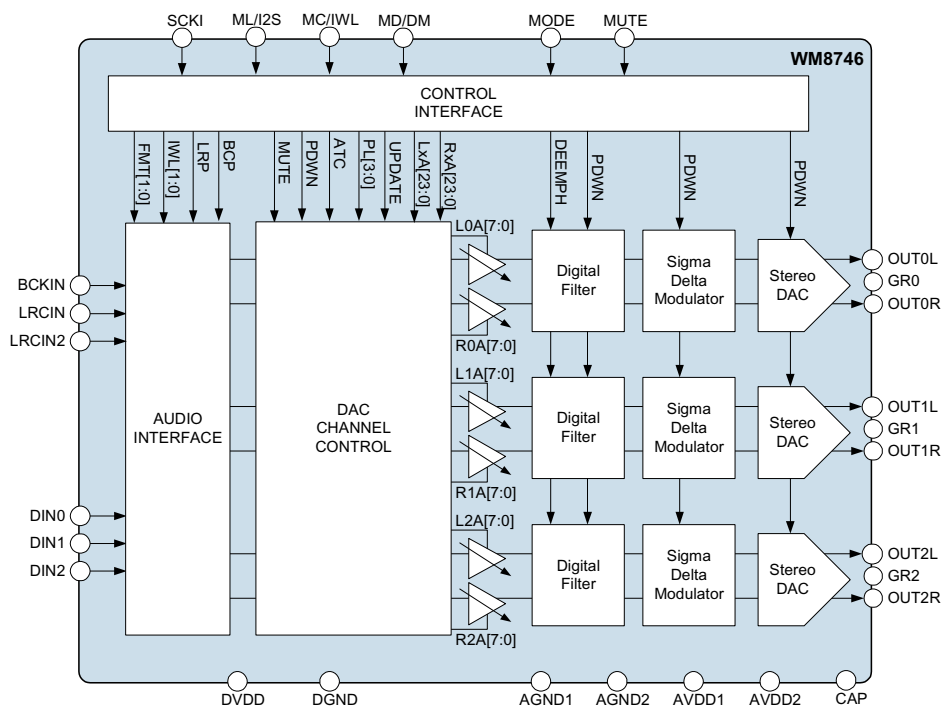 SCKI
ML/I2S
MC/IWL
MD/DM
MODE
MUTE
WM8746
CONTROL
INTERFACE
FMT[1:0]
IWL[1:0]
LRP
BCP
MUTE
PDWN
ATC
PL[3:0]
UPDATE
LxA[23:0]
RxA[23:0]
DEEMPH
PDWN
PDWN
PDWN
L0A[7:0]
BCKIN
LRCIN
LRCIN2
Digital
Filter
Sigma
Delta
Modulator
Stereo
DAC
OUT0L
GR0
OUT0R
R0A[7:0]
L1A[7:0]
AUDIO
INTERFACE
DAC
CHANNEL
CONTROL
Digital
Filter
Sigma
Delta
Modulator
Stereo
DAC
OUT1L
GR1
OUT1R
R1A[7:0]
DIN0
DIN1
DIN2
L2A[7:0]
Digital
Filter
Sigma
Delta
Modulator
Stereo
DAC
OUT2L
GR2
OUT2R
R2A[7:0]
DVDD
DGND
AGND1
AGND2
AVDD1
AVDD2
CAP